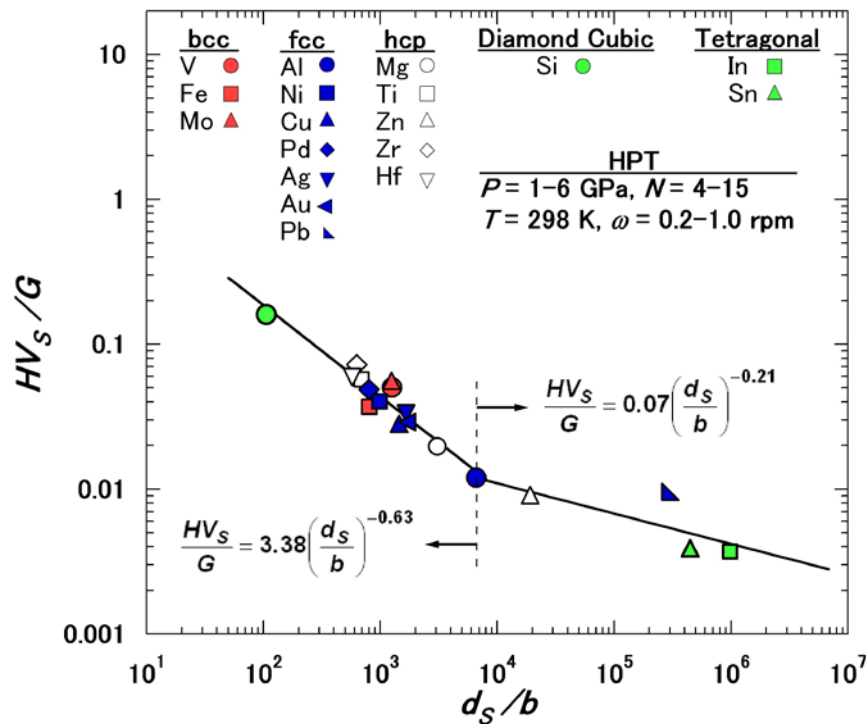 bcc fcc hcp Diamond Cubic Tetragonal
V Al Mg Si In
Fe Ni Ti Sn
Mo Cu Zn
Pd Zr
Ag Hf
Au
Pb
HPT
P = 1–6 GPa, N = 4–15
T = 298 K, ω = 0.2–1.0 rpm
HV_S/G = 0.07(d_S/b)^−0.21
HV_S/G = 3.38(d_S/b)^−0.63
HV_S/G
10
1
0.1
0.01
0.001
10^1 10^2 10^3 10^4 10^5 10^6 10^7
d_S/b